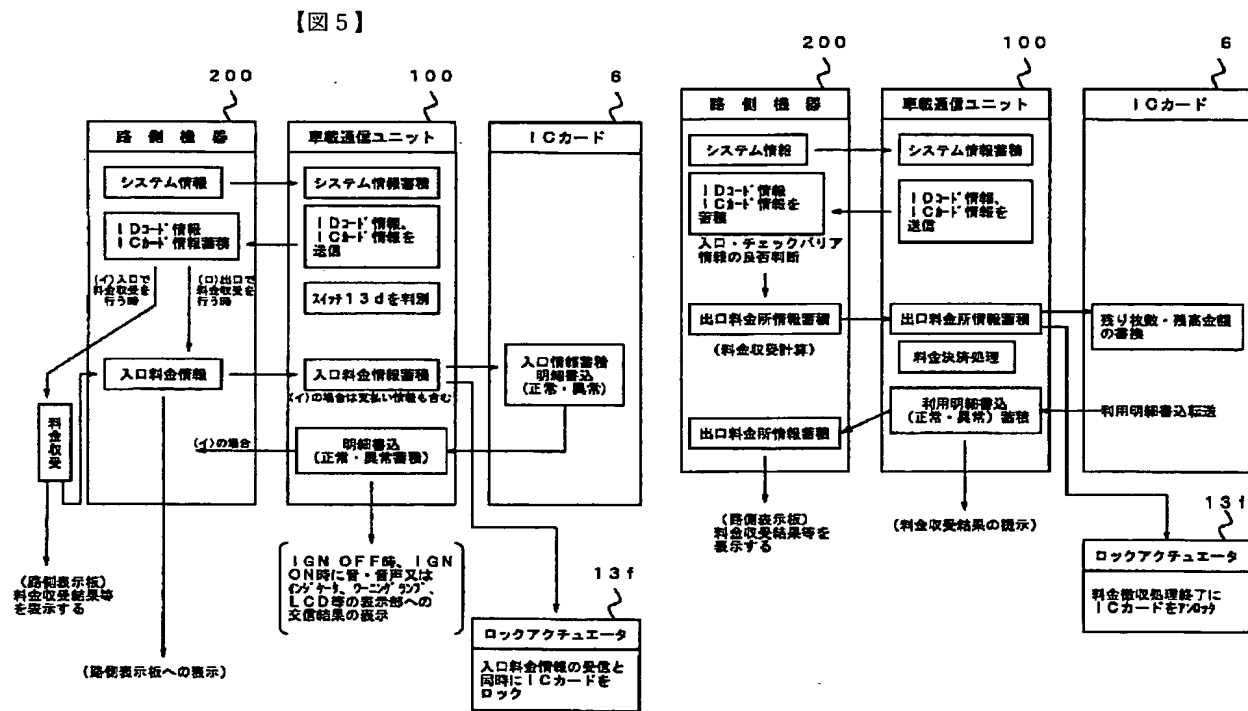 【図５】
２００
１００
６
路側機器
車載通信ユニット
ＩＣカード
システム情報
システム情報蓄積
ＩＤコード情報
ＩＣカード情報蓄積
ＩＤコード情報、
ＩＣカード情報を
送信
(イ)入口で
料金収受を
行う時
(ロ)出口で
料金収受を
行う時
スイッチ１３ｄを判別
入口料金情報
入口料金情報蓄積
(イ)の場合は支払い情報も含む
入口情報蓄積
明細書込
(正常・異常)
料金収受
(イ)の場合
明細書込
(正常・異常蓄積)
(路側表示板)
料金収受結果等
を表示する
ＩＧＮ ＯＦＦ時、ＩＧＮ
ＯＮ時に音・音声又は
インジケータ、ワーニングランプ、
ＬＣＤ等の表示部への
交信結果の表示
１３ｆ
ロックアクチュエータ
入口料金情報の受信と
同時にＩＣカードを
ロック
(路側表示板への表示)
２００
１００
６
路側機器
車載通信ユニット
ＩＣカード
システム情報
システム情報蓄積
ＩＤコード情報
ＩＣカード情報を
蓄積
ＩＤコード情報、
ＩＣカード情報を
送信
入口・チェックバリア
情報の良否判断
出口料金所情報蓄積
出口料金所情報蓄積
残り枚数・残高金額
の書換
(料金収受計算)
料金決済処理
利用明細書込
(正常・異常)蓄積
利用明細書込転送
出口料金所情報蓄積
(路側表示板)
料金収受結果等を
表示する
(料金収受結果の提示)
１３ｆ
ロックアクチュエータ
料金徴収処理終了に
ＩＣカードをアンロック